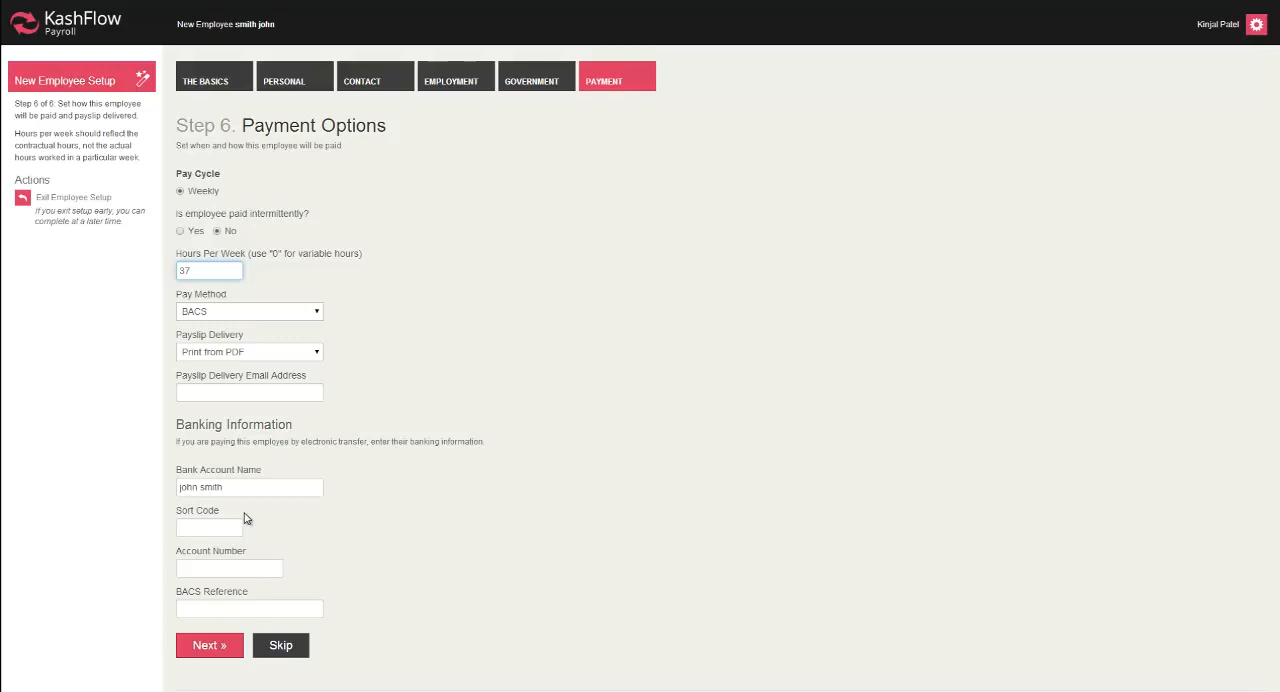 KashFlow
Payroll
New Employee smith john
Kinjal Patel
New Employee Setup
Step 6 of 6: Set how this employee
will be paid and payslip delivered.
Hours per week should reflect the
contractual hours, not the actual
hours worked in a particular week.
Actions
Exit Employee Setup
If you exit setup early, you can
complete at a later time.
THE BASICS
PERSONAL
CONTACT
EMPLOYMENT
GOVERNMENT
PAYMENT
Step 6. Payment Options
Set when and how this employee will be paid
Pay Cycle
Weekly
Is employee paid intermittently?
Yes No
Hours Per Week (use "0" for variable hours)
37
Pay Method
BACS
Payslip Delivery
Print from PDF
Payslip Delivery Email Address
Banking Information
If you are paying this employee by electronic transfer, enter their banking information.
Bank Account Name
john smith
Sort Code
Account Number
BACS Reference
Next »
Skip